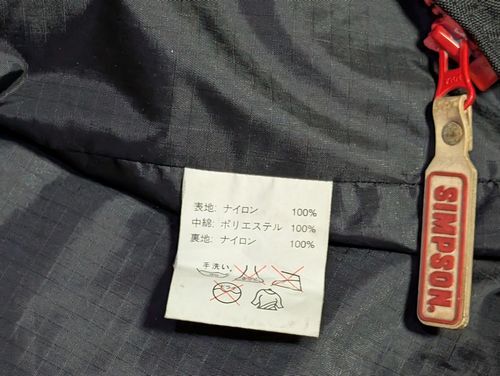 表地: ナイロン 100%
中綿: ポリエステル 100%
裏地: ナイロン 100%
手洗い。
SIMPSON.